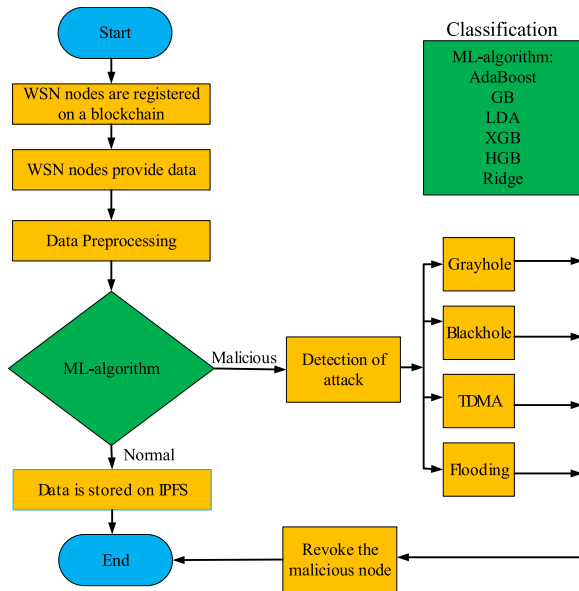 Start
WSN nodes are registered
on a blockchain
WSN nodes provide data
Data Preprocessing
ML-algorithm
Malicious
Normal
Data is stored on IPFS
End
Classification
ML-algorithm:
AdaBoost
GB
LDA
XGB
HGB
Ridge
Detection of
attack
Grayhole
Blackhole
TDMA
Flooding
Revoke the
malicious node